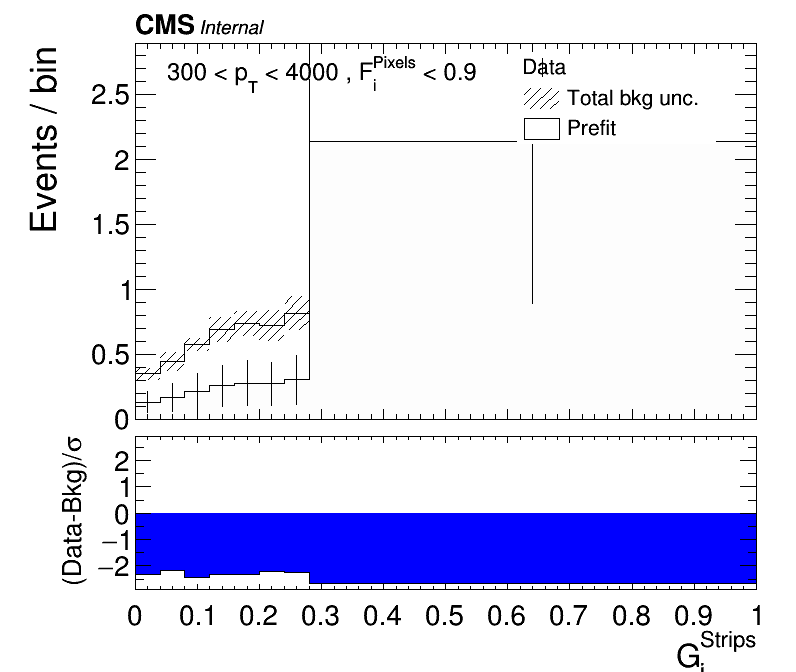 CMS Internal
300 < p_T < 4000 , F_i^Pixels < 0.9
Data
Total bkg unc.
Prefit
Events / bin
2.5
2
1.5
1
0.5
0
(Data-Bkg)/σ
2
1
0
−1
−2
0 0.1 0.2 0.3 0.4 0.5 0.6 0.7 0.8 0.9 1
G_i^Strips